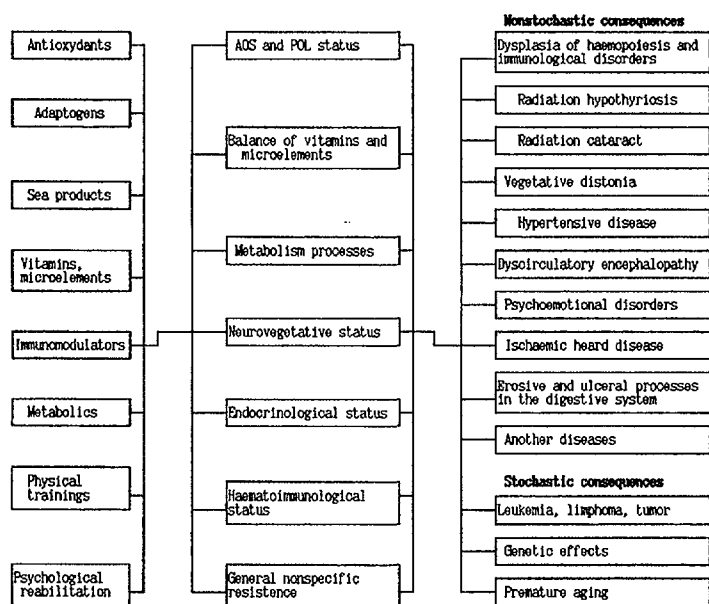 Antioxydants
Adaptogens
Sea products
Vitamins,
microelements
Immunomodulators
Metabolics
Physical
trainings
Psychological
reabilitation
AOS and POL status
Balance of vitamins and
microelements
Metabolism processes
Neurovegetative status
Endocrinological status
Haematoimmunological
status
General nonspecific
resistence
Nonstochastic consequences
Dysplasia of haemopoiesis and
immunological disorders
Radiation hypothyriosis
Radiation cataract
Vegetative distonia
Hypertensive disease
Dyscirculatory encephalopathy
Psychoemotional disorders
Ischaemic heard disease
Erosive and ulceral processes
in the digestive system
Another diseases
Stochastic consequences
Leukemia, limphoma, tumor
Genetic effects
Premature aging